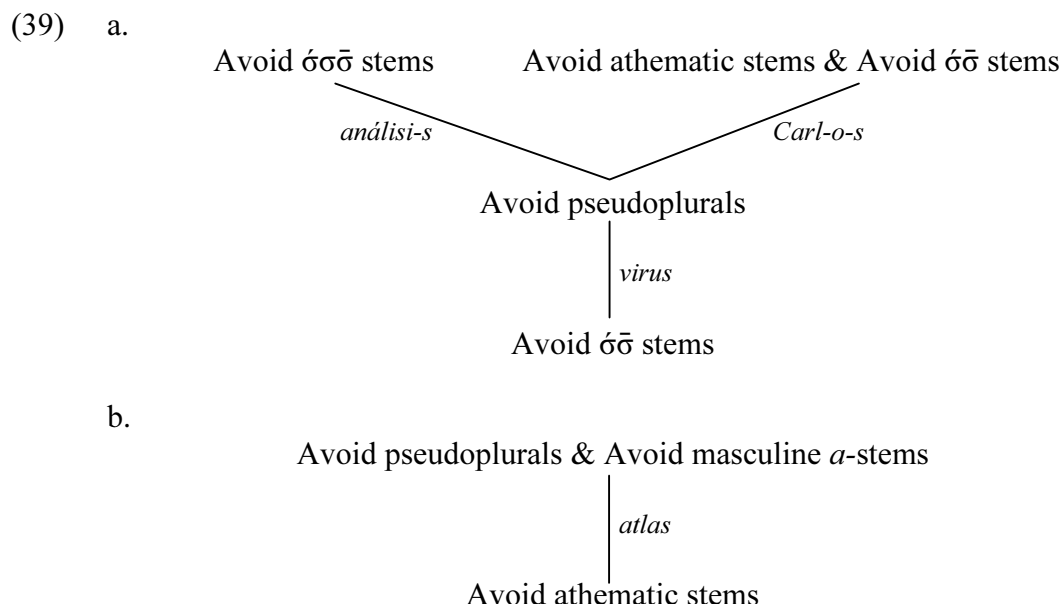 (39) a.
Avoid σ́σσ̄ stems Avoid athematic stems & Avoid σ́σ̄ stems
análisi-s Carl-o-s
Avoid pseudoplurals
virus
Avoid σ́σ̄ stems
b.
Avoid pseudoplurals & Avoid masculine a-stems
atlas
Avoid athematic stems